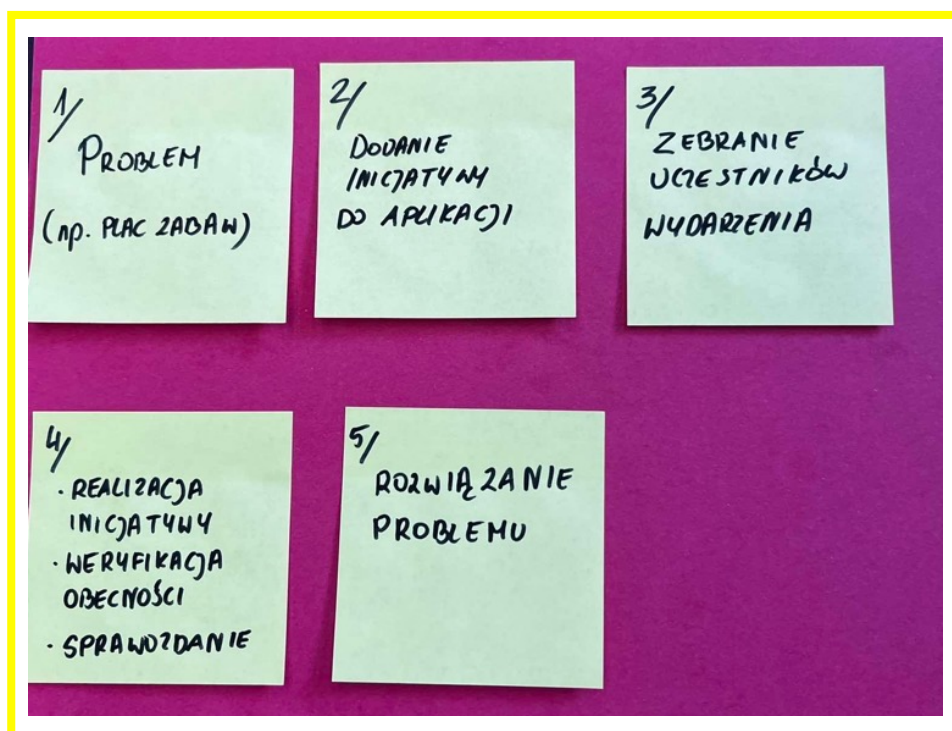 1/
PROBLEM
(np. PLAC ZABAW)
2/
DODANIE
INICJATYWY
DO APLIKACJI
3/
ZEBRANIE
UCZESTNIKÓW
WYDARZENIA
4/
· REALIZACJA
INICJATYWY
· WERYFIKACJA
OBECNOŚCI
· SPRAWOZDANIE
5/
ROZWIĄZANIE
PROBLEMU